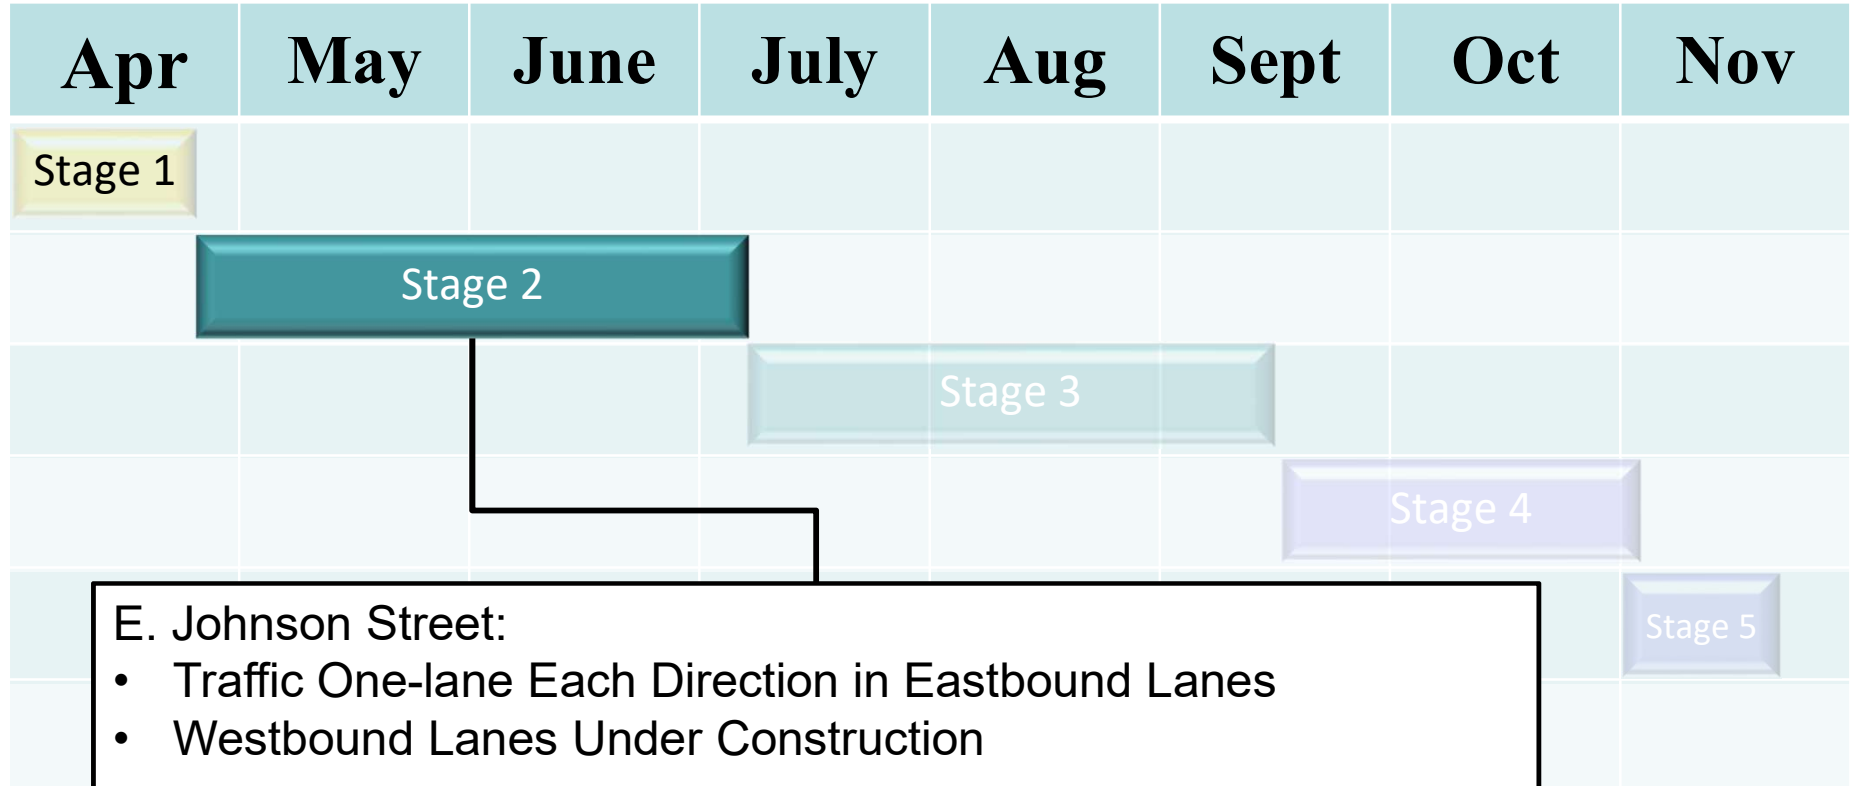 Apr May June July Aug Sept Oct Nov
Stage 1
Stage 2
Stage 3
Stage 4
Stage 5
E. Johnson Street:
• Traffic One-lane Each Direction in Eastbound Lanes
• Westbound Lanes Under Construction